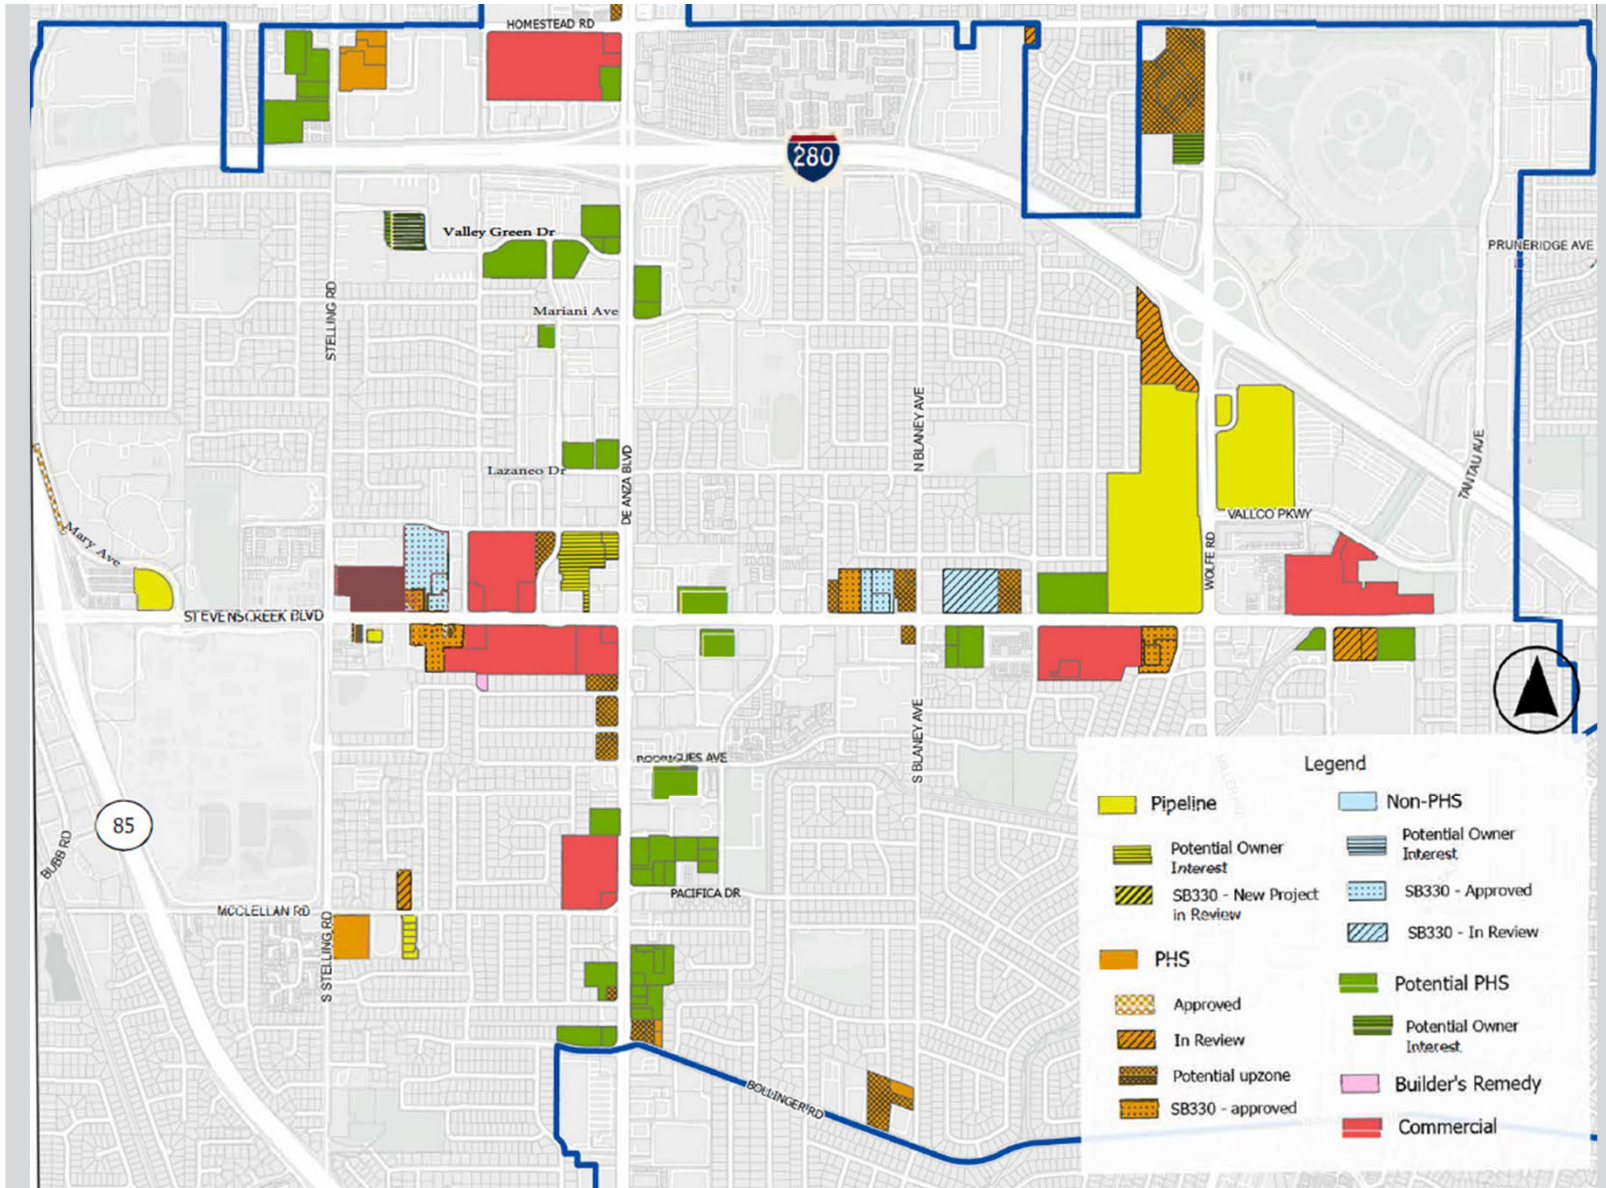 HOMESTEAD RD
280
Valley Green Dr
PRUNERIDGE AVE
STELLING RD
Mariani Ave
N BLANEY AVE
Lazaneo Dr
DE ANZA BLVD
TANTAU AVE
VALLCO PKWY
Mary Ave
WOLFE RD
STEVENS CREEK BLVD
S BLANEY AVE
RODRIGUES AVE
85
BUBB RD
PACIFICA DR
MCCLELLAN RD
S STELLING RD
BOLLINGER RD
Legend
Pipeline
Potential Owner
Interest
SB330 - New Project
in Review
PHS
Approved
In Review
Potential upzone
SB330 - approved
Non-PHS
Potential Owner
Interest
SB330 - Approved
SB330 - In Review
Potential PHS
Potential Owner
Interest
Builder's Remedy
Commercial